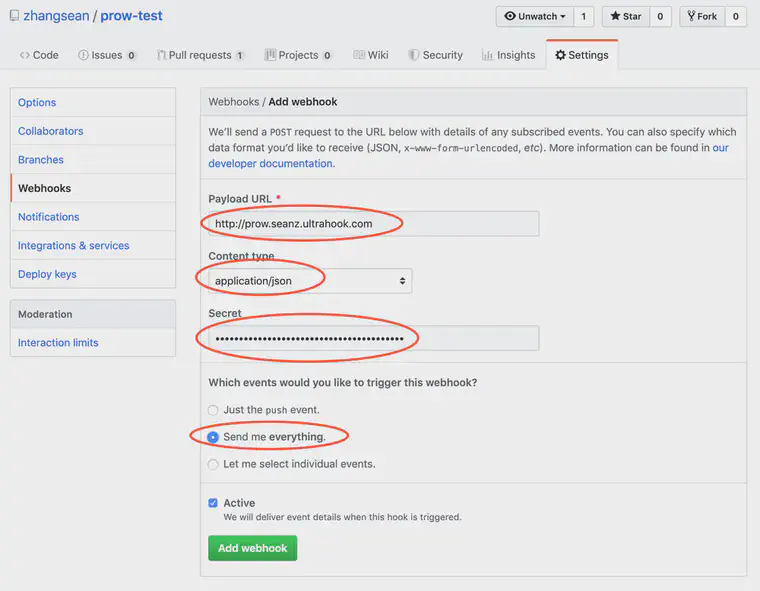 zhangsean / prow-test
Unwatch 1 Star 0 Fork 0
Code Issues 0 Pull requests 1 Projects 0 Wiki Security Insights Settings
Options
Collaborators
Branches
Webhooks
Notifications
Integrations & services
Deploy keys
Moderation
Interaction limits
Webhooks / Add webhook
We'll send a POST request to the URL below with details of any subscribed events. You can also specify which
data format you'd like to receive (JSON, x-www-form-urlencoded, etc). More information can be found in our
developer documentation.
Payload URL *
http://prow.seanz.ultrahook.com
Content type
application/json
Secret
••••••••••••••••••••••••••••••••••••••••
Which events would you like to trigger this webhook?
Just the push event.
Send me everything.
Let me select individual events.
Active
We will deliver event details when this hook is triggered.
Add webhook